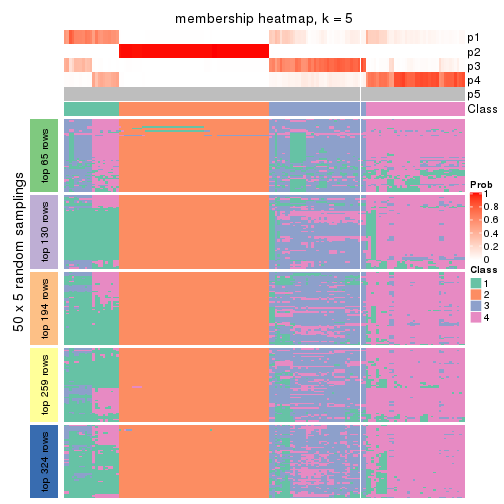 membership heatmap, k = 5
p1
p2
p3
p4
p5
Class
50 x 5 random samplings
top 65 rows
top 130 rows
top 194 rows
top 259 rows
top 324 rows
Prob
1
0.8
0.6
0.4
0.2
0
Class
1
2
3
4